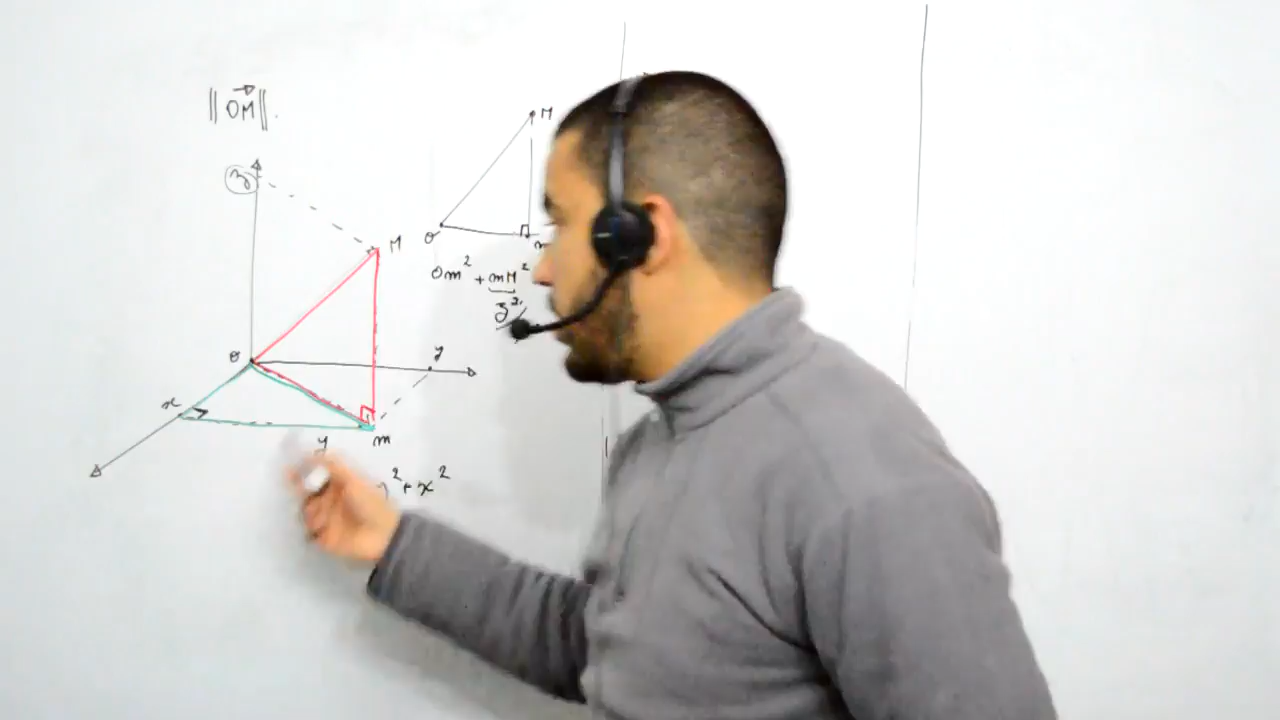 ‖OM‖.
M
z
M
O
Om² + mM²
z²
O
y
x
y
m
² + x²